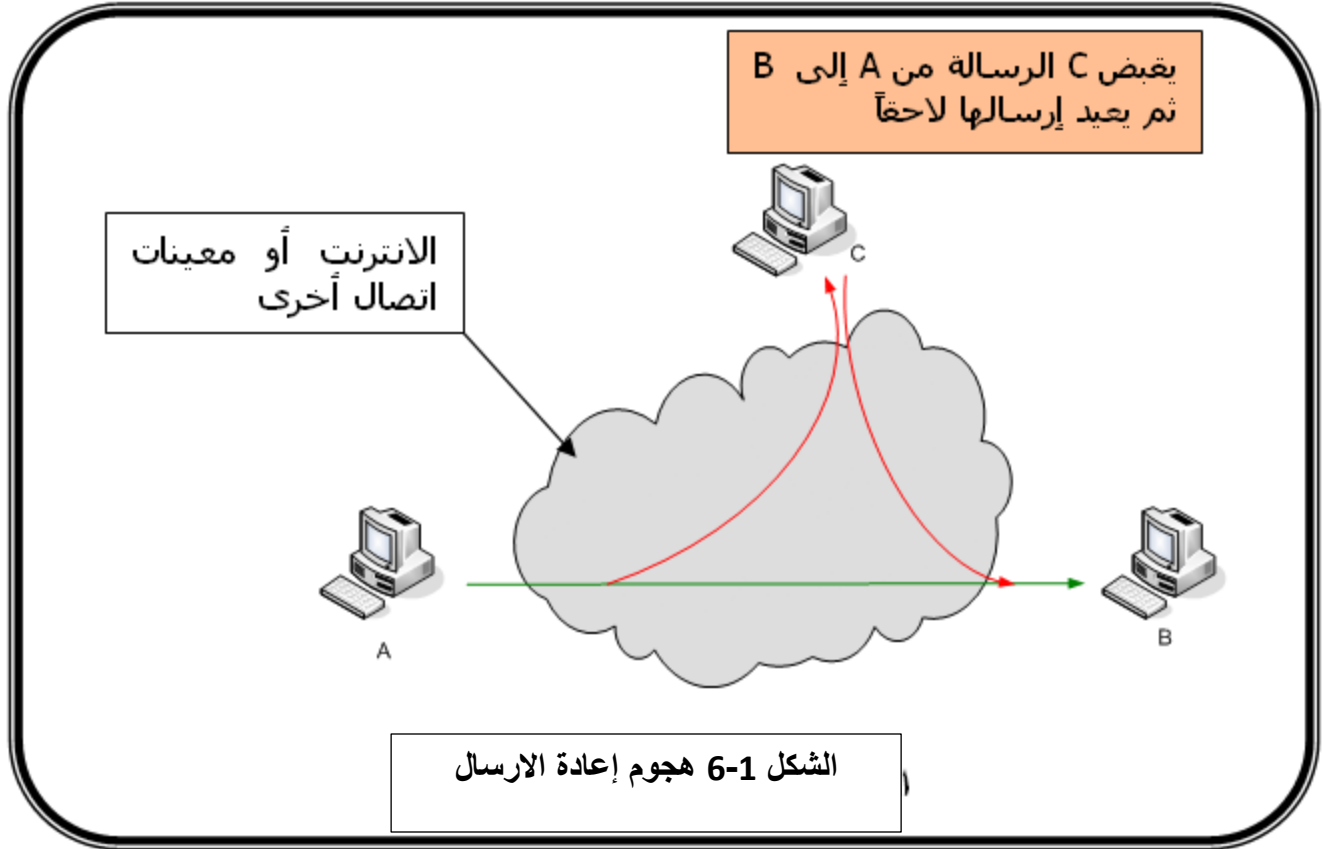 يقبض C الرسالة من A إلى B
ثم يعيد إرسالها لاحقاً
الانترنت أو معينات
اتصال أخرى
C
A
B
الشكل 1-6 هجوم إعادة الارسال